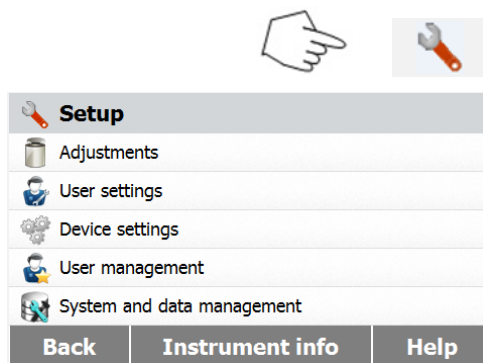 Setup
Adjustments
User settings
Device settings
User management
System and data management
Back Instrument info Help